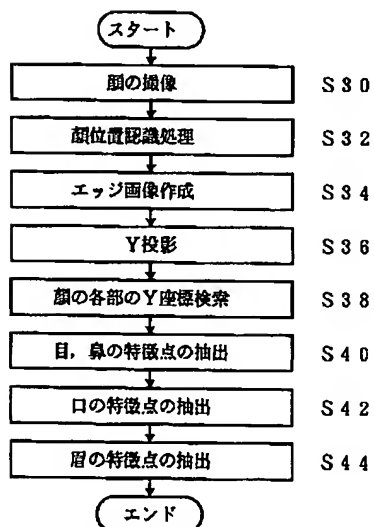 スタート
顔の撮像 S30
顔位置認識処理 S32
エッジ画像作成 S34
Y投影 S36
顔の各部のY座標検索 S38
目,鼻の特徴点の抽出 S40
口の特徴点の抽出 S42
眉の特徴点の抽出 S44
エンド